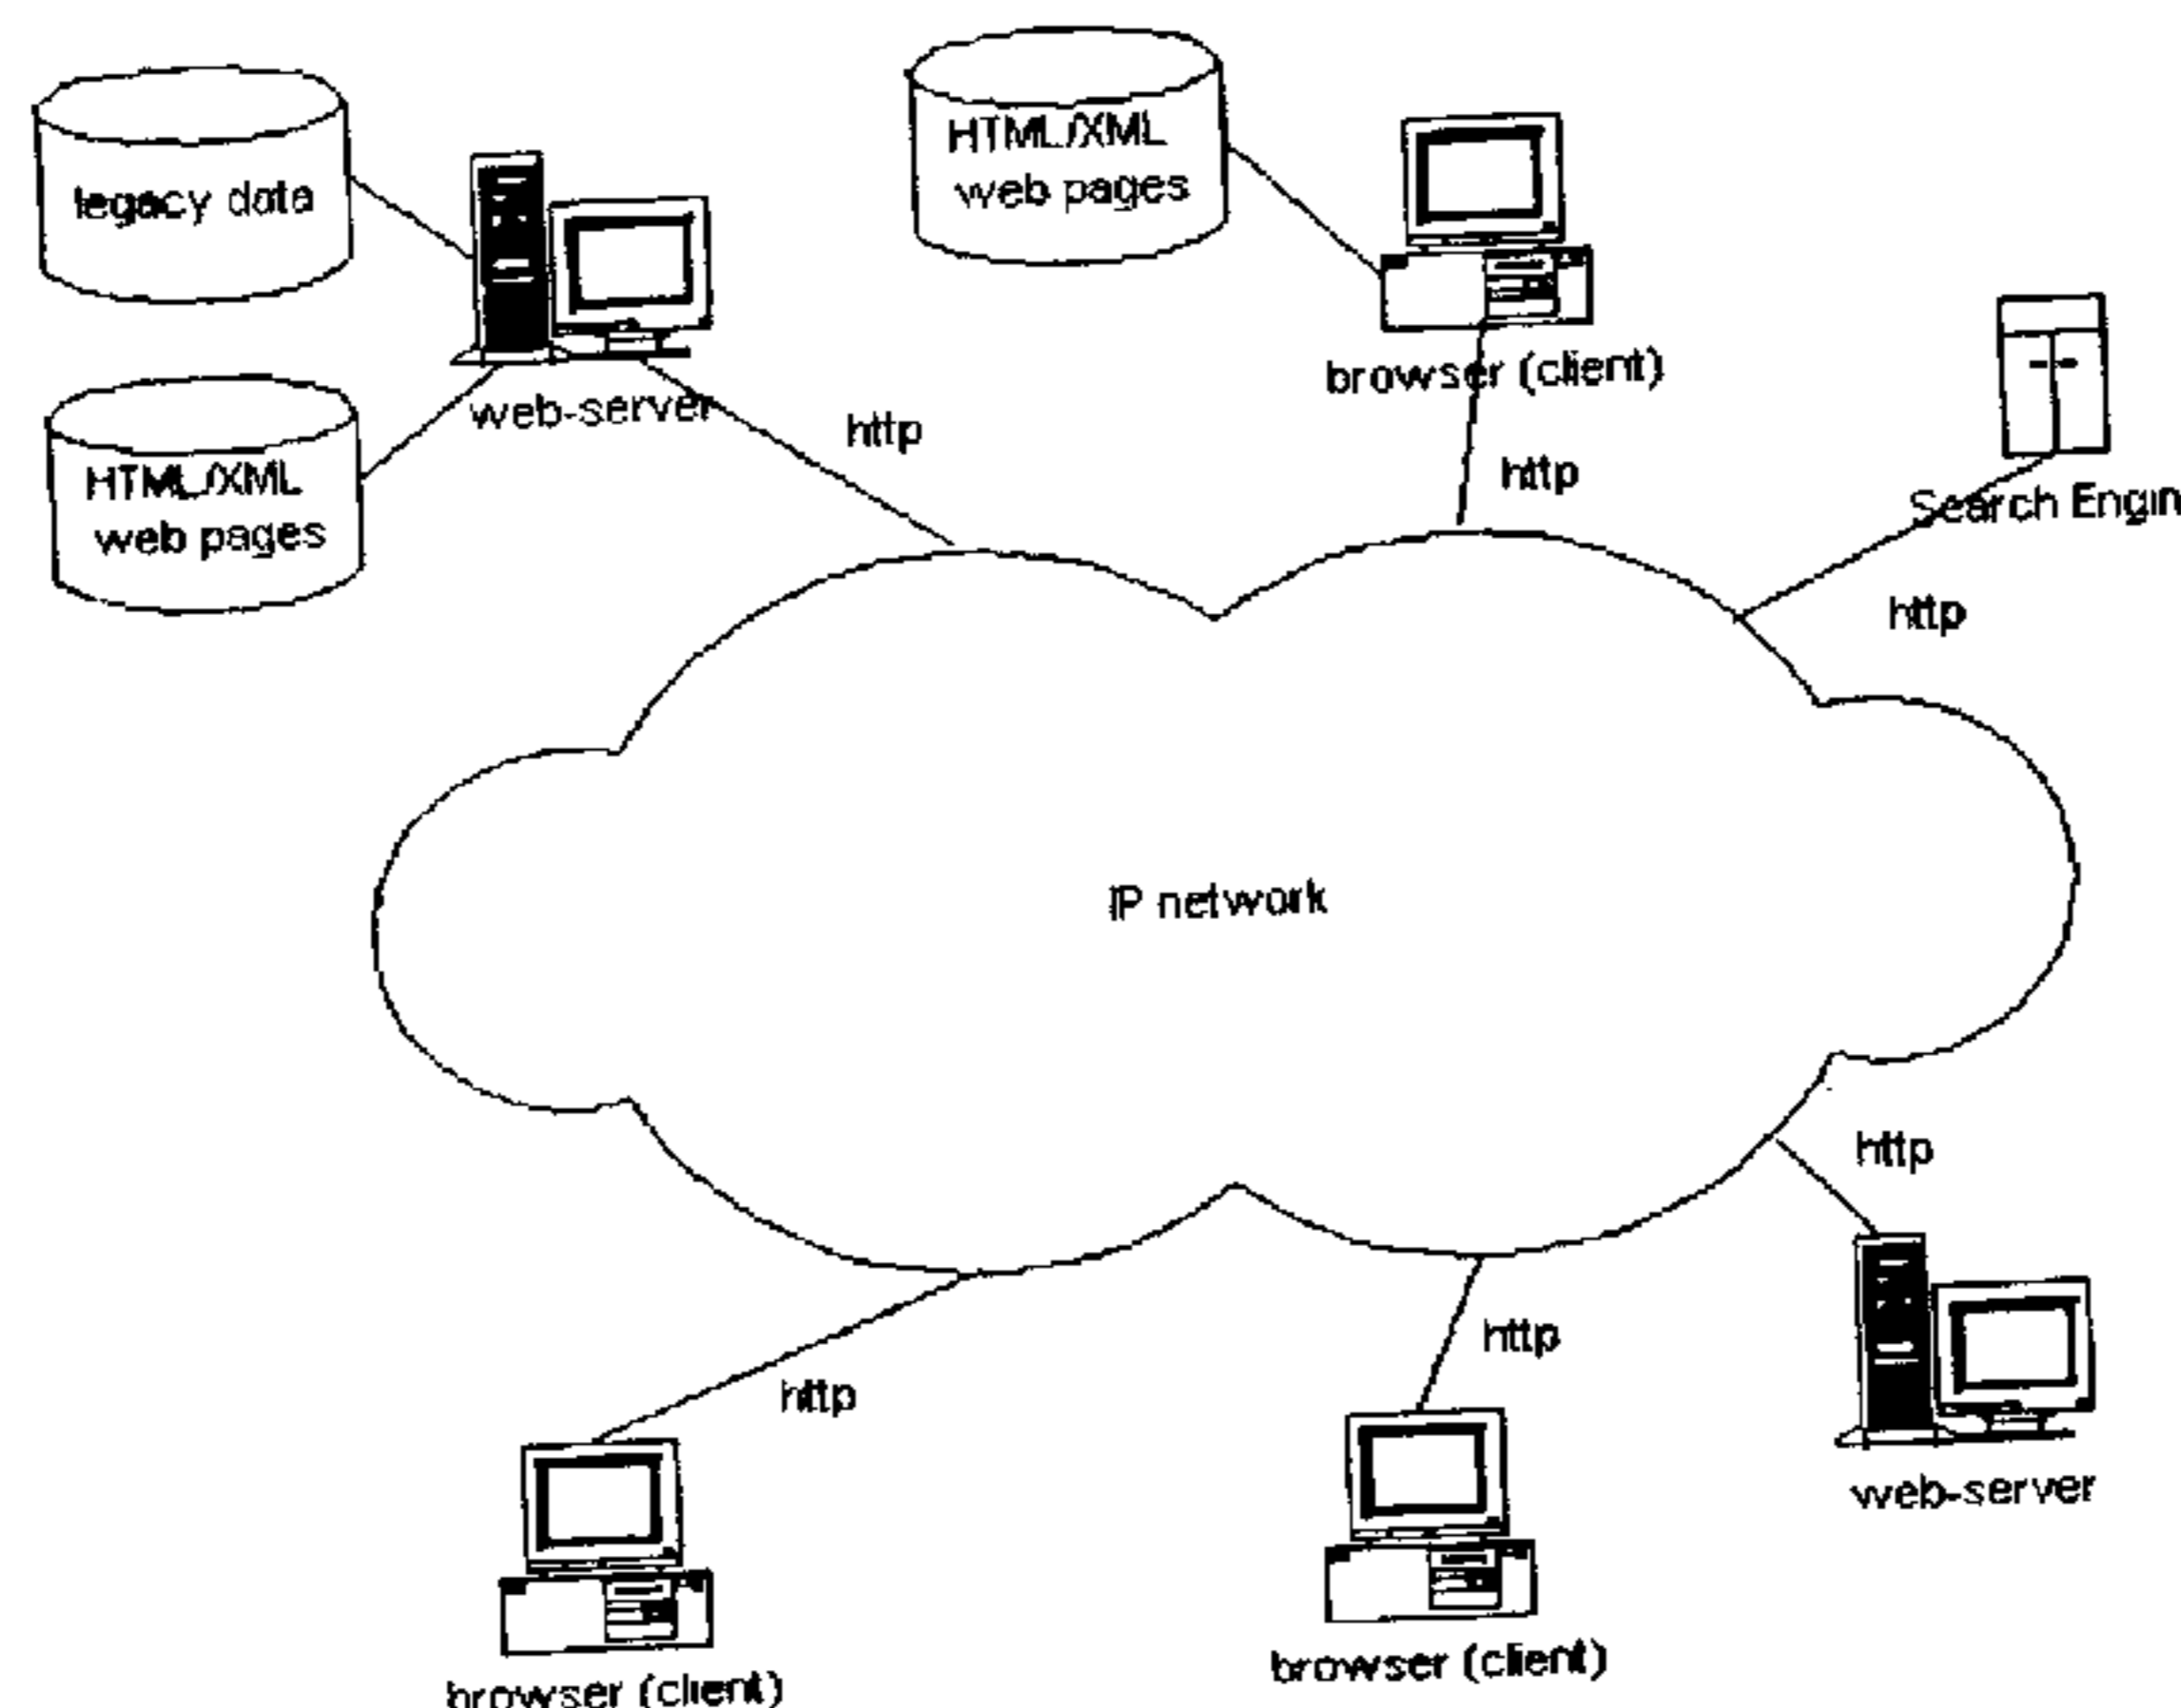 HTML/XML
web pages
legacy data
browser (client)
web-server
http
http
HTML/XML
web pages
Search Engin
http
IP network
http
http
http
web-server
browser (client)
browser (client)